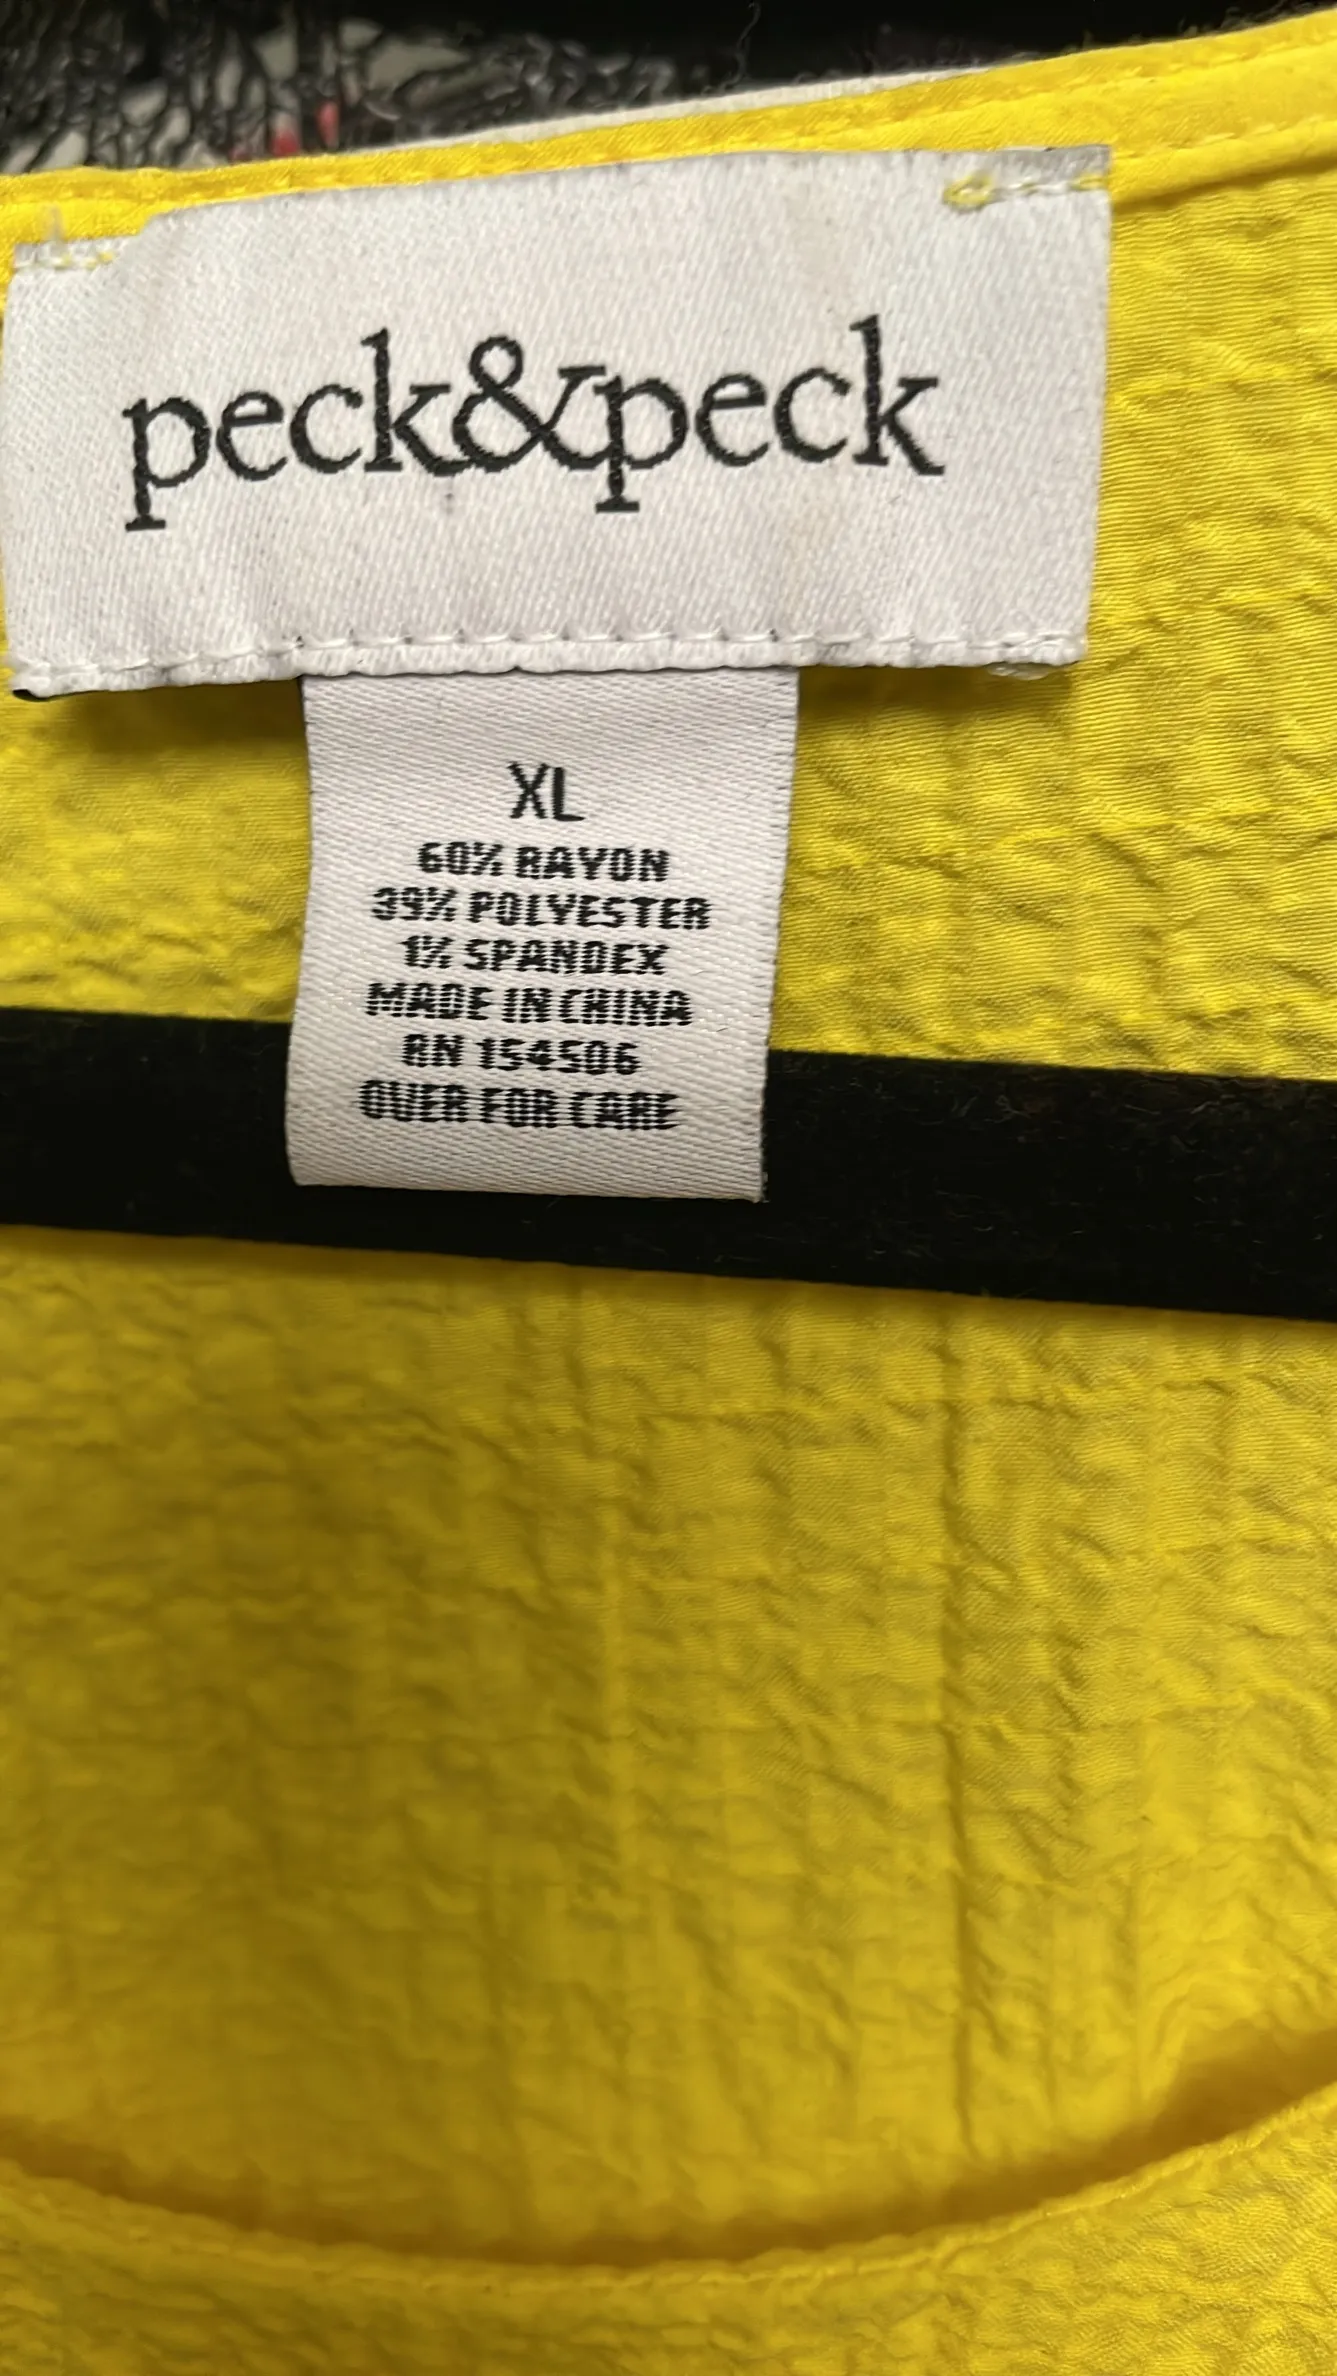 peck&peck
XL
60% RAYON
39% POLYESTER
1% SPANDEX
MADE IN CHINA
RN 154506
OVER FOR CARE